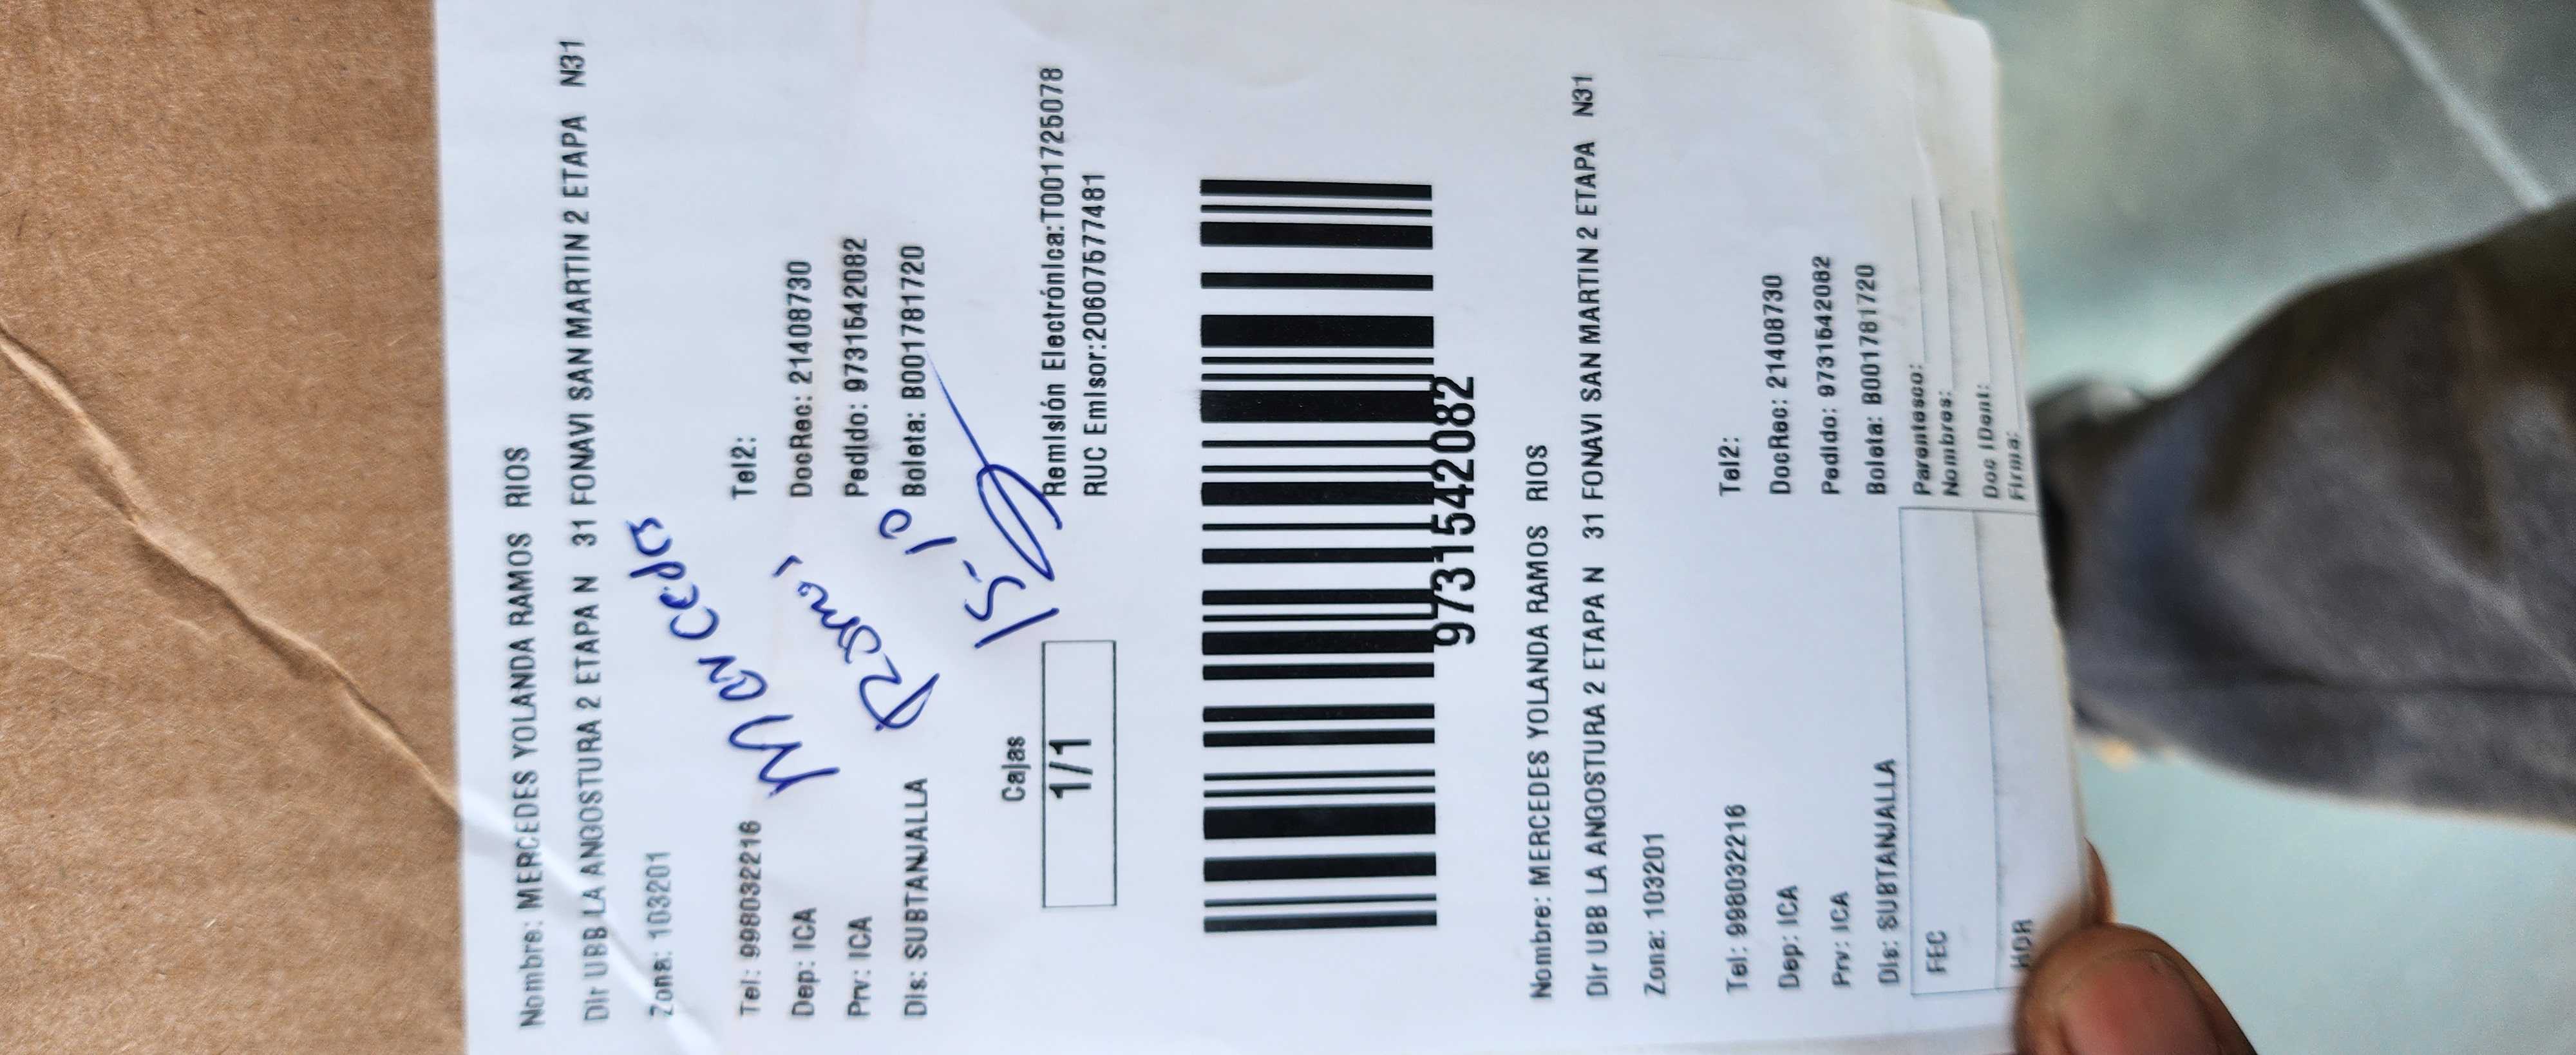 Nombre: MERCEDES YOLANDA RAMOS RIOS
Dir UBB LA ANGOSTURA 2 ETAPA N 31 FONAVI SAN MARTIN 2 ETAPA N31
Zona: 103201
Mercedes
Tel: 998032216 Tel2:
Ramos
Dep: ICA DocRec: 21408730
Prv: ICA Pedido: 9731542082
Dis: SUBTANJALLA Boleta: B001781720
15-10
Cajas
1/1
Remisión Electrónica:T001725078
RUC Emisor:20607577481
9731542082
Nombre: MERCEDES YOLANDA RAMOS RIOS
Dir UBB LA ANGOSTURA 2 ETAPA N 31 FONAVI SAN MARTIN 2 ETAPA N31
Zona: 103201
Tel: 998032216 Tel2:
Dep: ICA DocRec: 21408730
Prv: ICA Pedido: 9731542082
Dis: SUBTANJALLA Boleta: B001781720
FEC
HOR
Parentesco:
Nombres:
Doc IDent:
Firma: